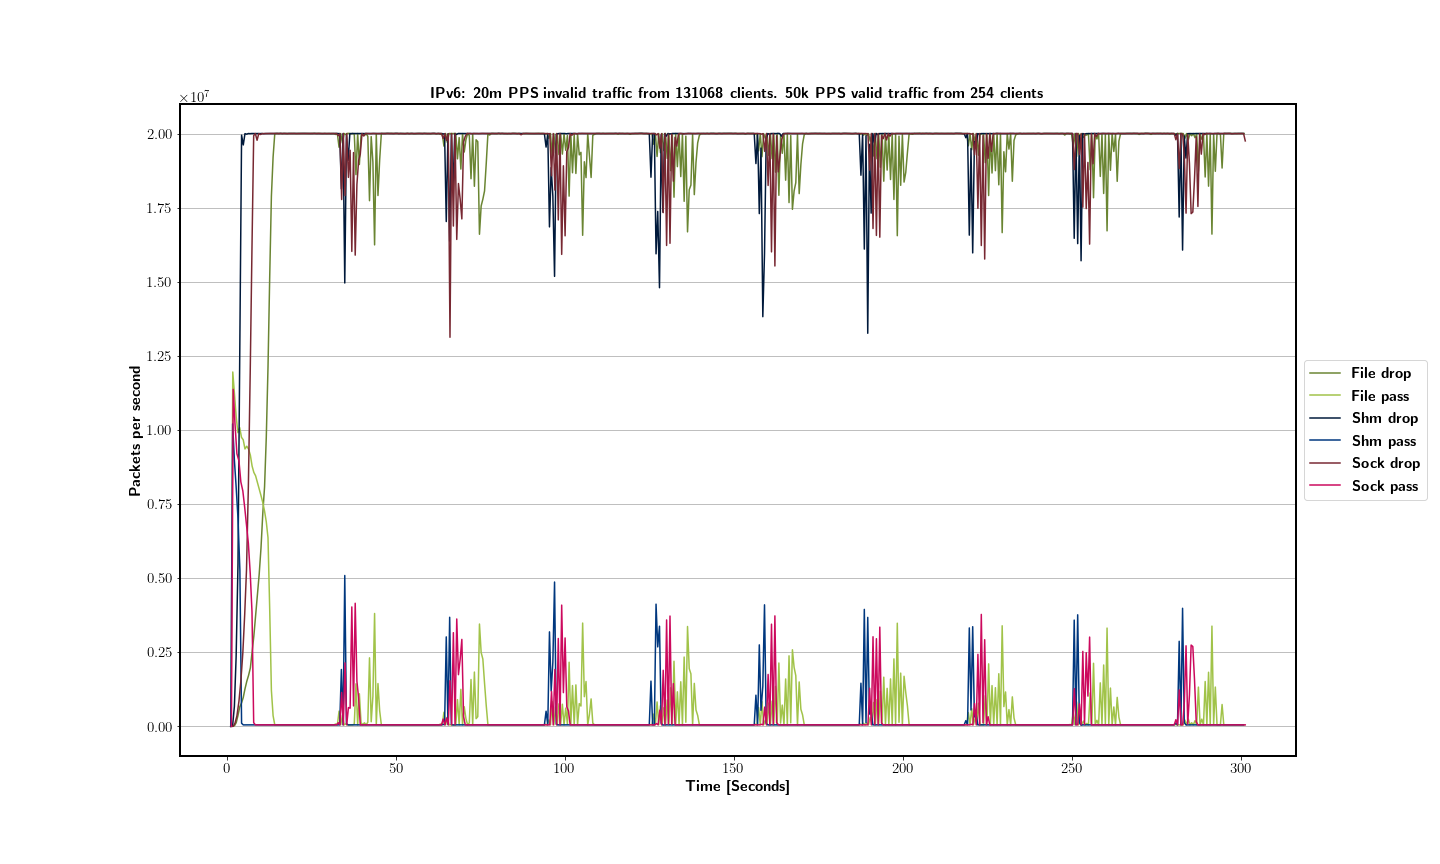 IPv6: 20m PPS invalid traffic from 131068 clients. 50k PPS valid traffic from 254 clients
×10⁷
2.00
1.75
1.50
1.25
1.00
0.75
0.50
0.25
0.00
Packets per second
0 50 100 150 200 250 300
Time [Seconds]
File drop
File pass
Shm drop
Shm pass
Sock drop
Sock pass